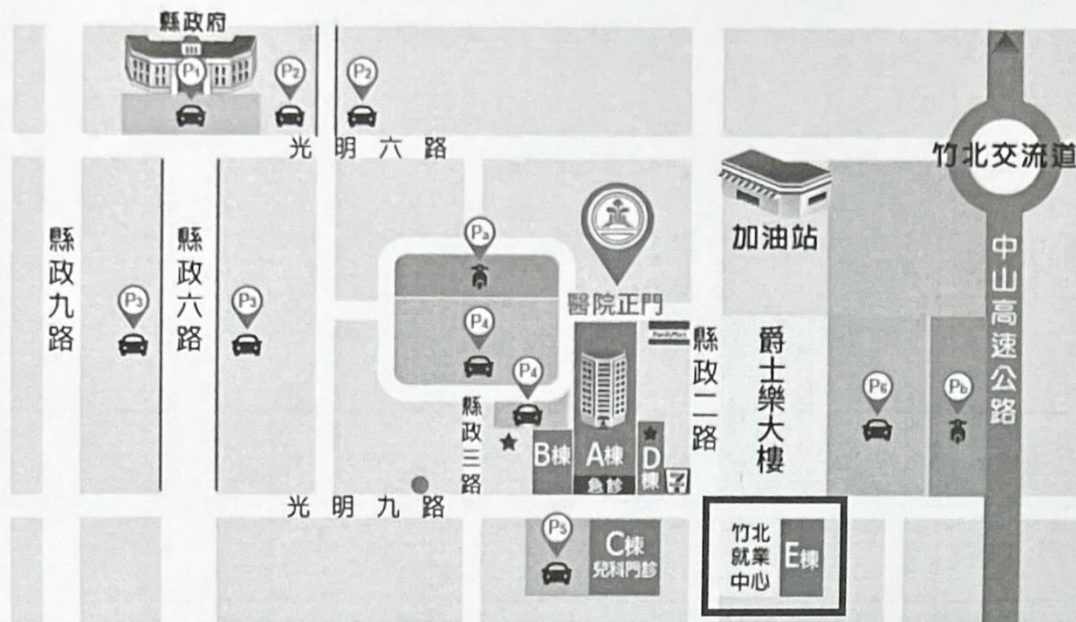 縣政府
P1
P2
P2
光明六路
竹北交流道
加油站
縣政九路
縣政六路
P3
P3
Pa
P4
P4
醫院正門
FamilyMart
縣政二路
爵士樂大樓
中山高速公路
P6
Pb
縣政三路
B棟
A棟
急診
D棟
7
光明九路
P5
C棟
兒科門診
竹北
就業
中心
E棟